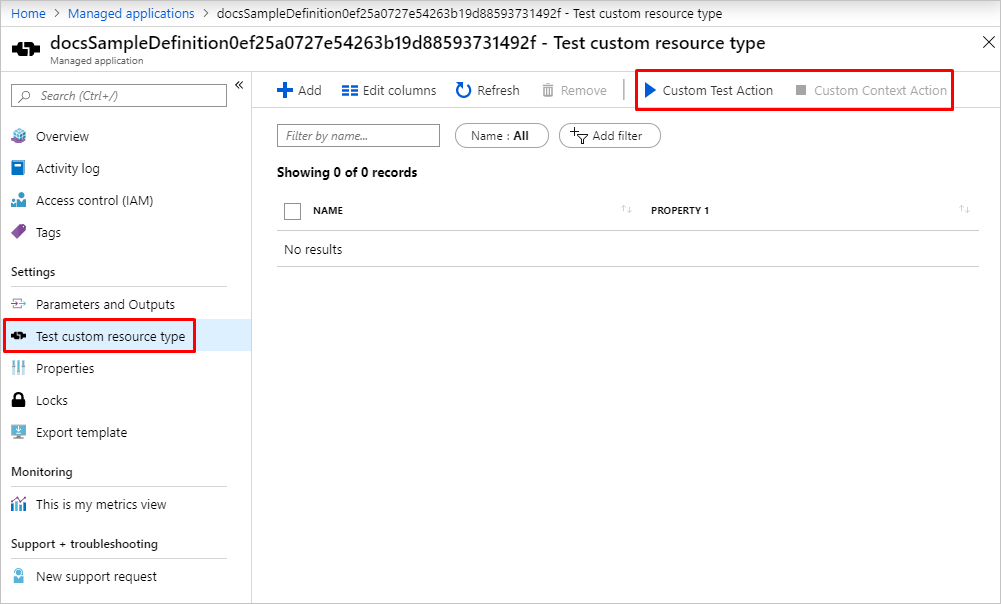 Home > Managed applications > docsSampleDefinition0ef25a0727e54263b19d88593731492f - Test custom resource type
docsSampleDefinition0ef25a0727e54263b19d88593731492f - Test custom resource type
Managed application
Search (Ctrl+/)
«
Overview
Activity log
Access control (IAM)
Tags
Settings
Parameters and Outputs
Test custom resource type
Properties
Locks
Export template
Monitoring
This is my metrics view
Support + troubleshooting
New support request
Add Edit columns Refresh Remove Custom Test Action Custom Context Action
Filter by name... Name : All Add filter
Showing 0 of 0 records
NAME PROPERTY 1
No results